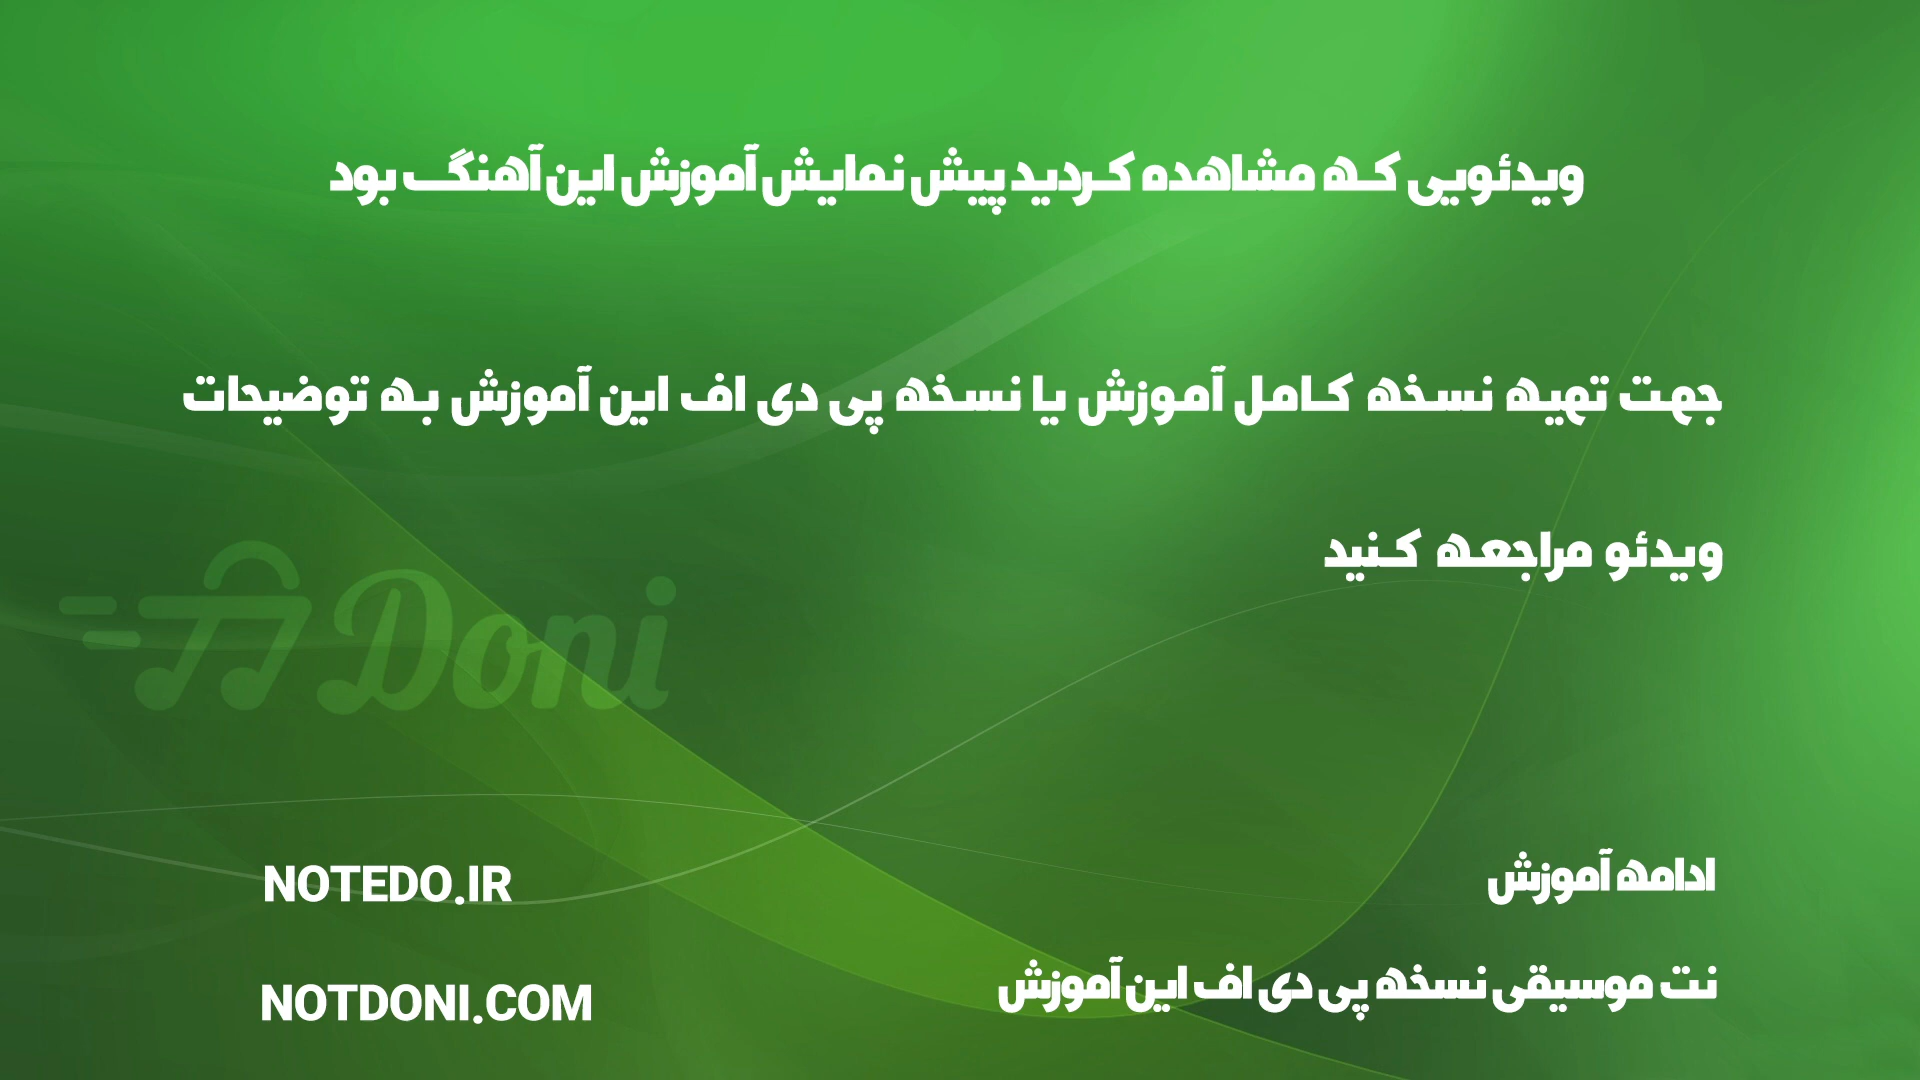 ویدئویی که مشاهده کردید پیش نمایش آموزش این آهنگ بود
جهت تهیه نسخه کامل آموزش یا نسخه پی دی اف این آموزش به توضیحات
ویدئو مراجعه کنید
Doni
ادامه آموزش
NOTEDO.IR
نت موسیقی نسخه پی دی اف این آموزش
NOTDONI.COM